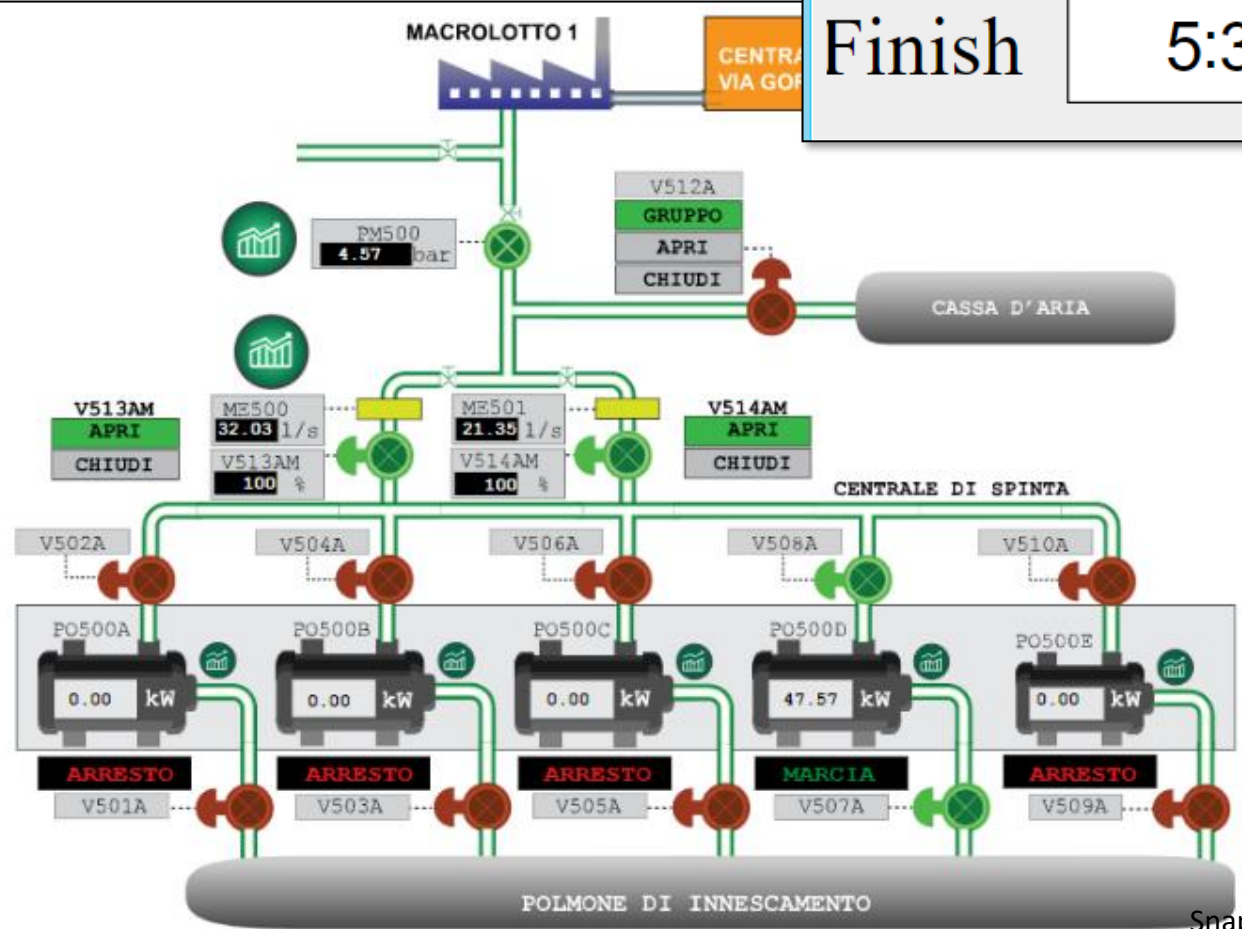 MACROLOTTO 1
Finish
V512A
GRUPPO
APRI
CHIUDI
PM500
4.57 bar
CASSA D'ARIA
V513AM
APRI
CHIUDI
ME500
32.03 l/s
V513AM
100 %
ME501
21.35 l/s
V514AM
100 %
V514AM
APRI
CHIUDI
CENTRALE DI SPINTA
V502A
V504A
V506A
V508A
V510A
PO500A
PO500B
PO500C
PO500D
PO500E
0.00 kW
0.00 kW
0.00 kW
47.57 kW
0.00 kW
ARRESTO
ARRESTO
ARRESTO
MARCIA
ARRESTO
V501A
V503A
V505A
V507A
V509A
POLMONE DI INNESCAMENTO